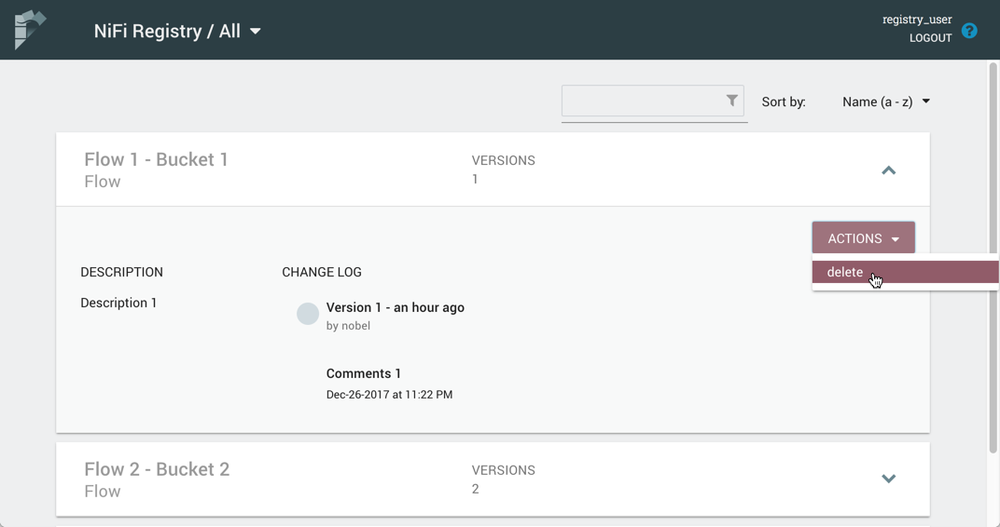 NiFi Registry / All
registry_user
LOGOUT
?
Sort by:
Name (a - z)
Flow 1 - Bucket 1
Flow
VERSIONS
1
ACTIONS
delete
DESCRIPTION
Description 1
CHANGE LOG
Version 1 - an hour ago
by nobel
Comments 1
Dec-26-2017 at 11:22 PM
Flow 2 - Bucket 2
Flow
VERSIONS
2